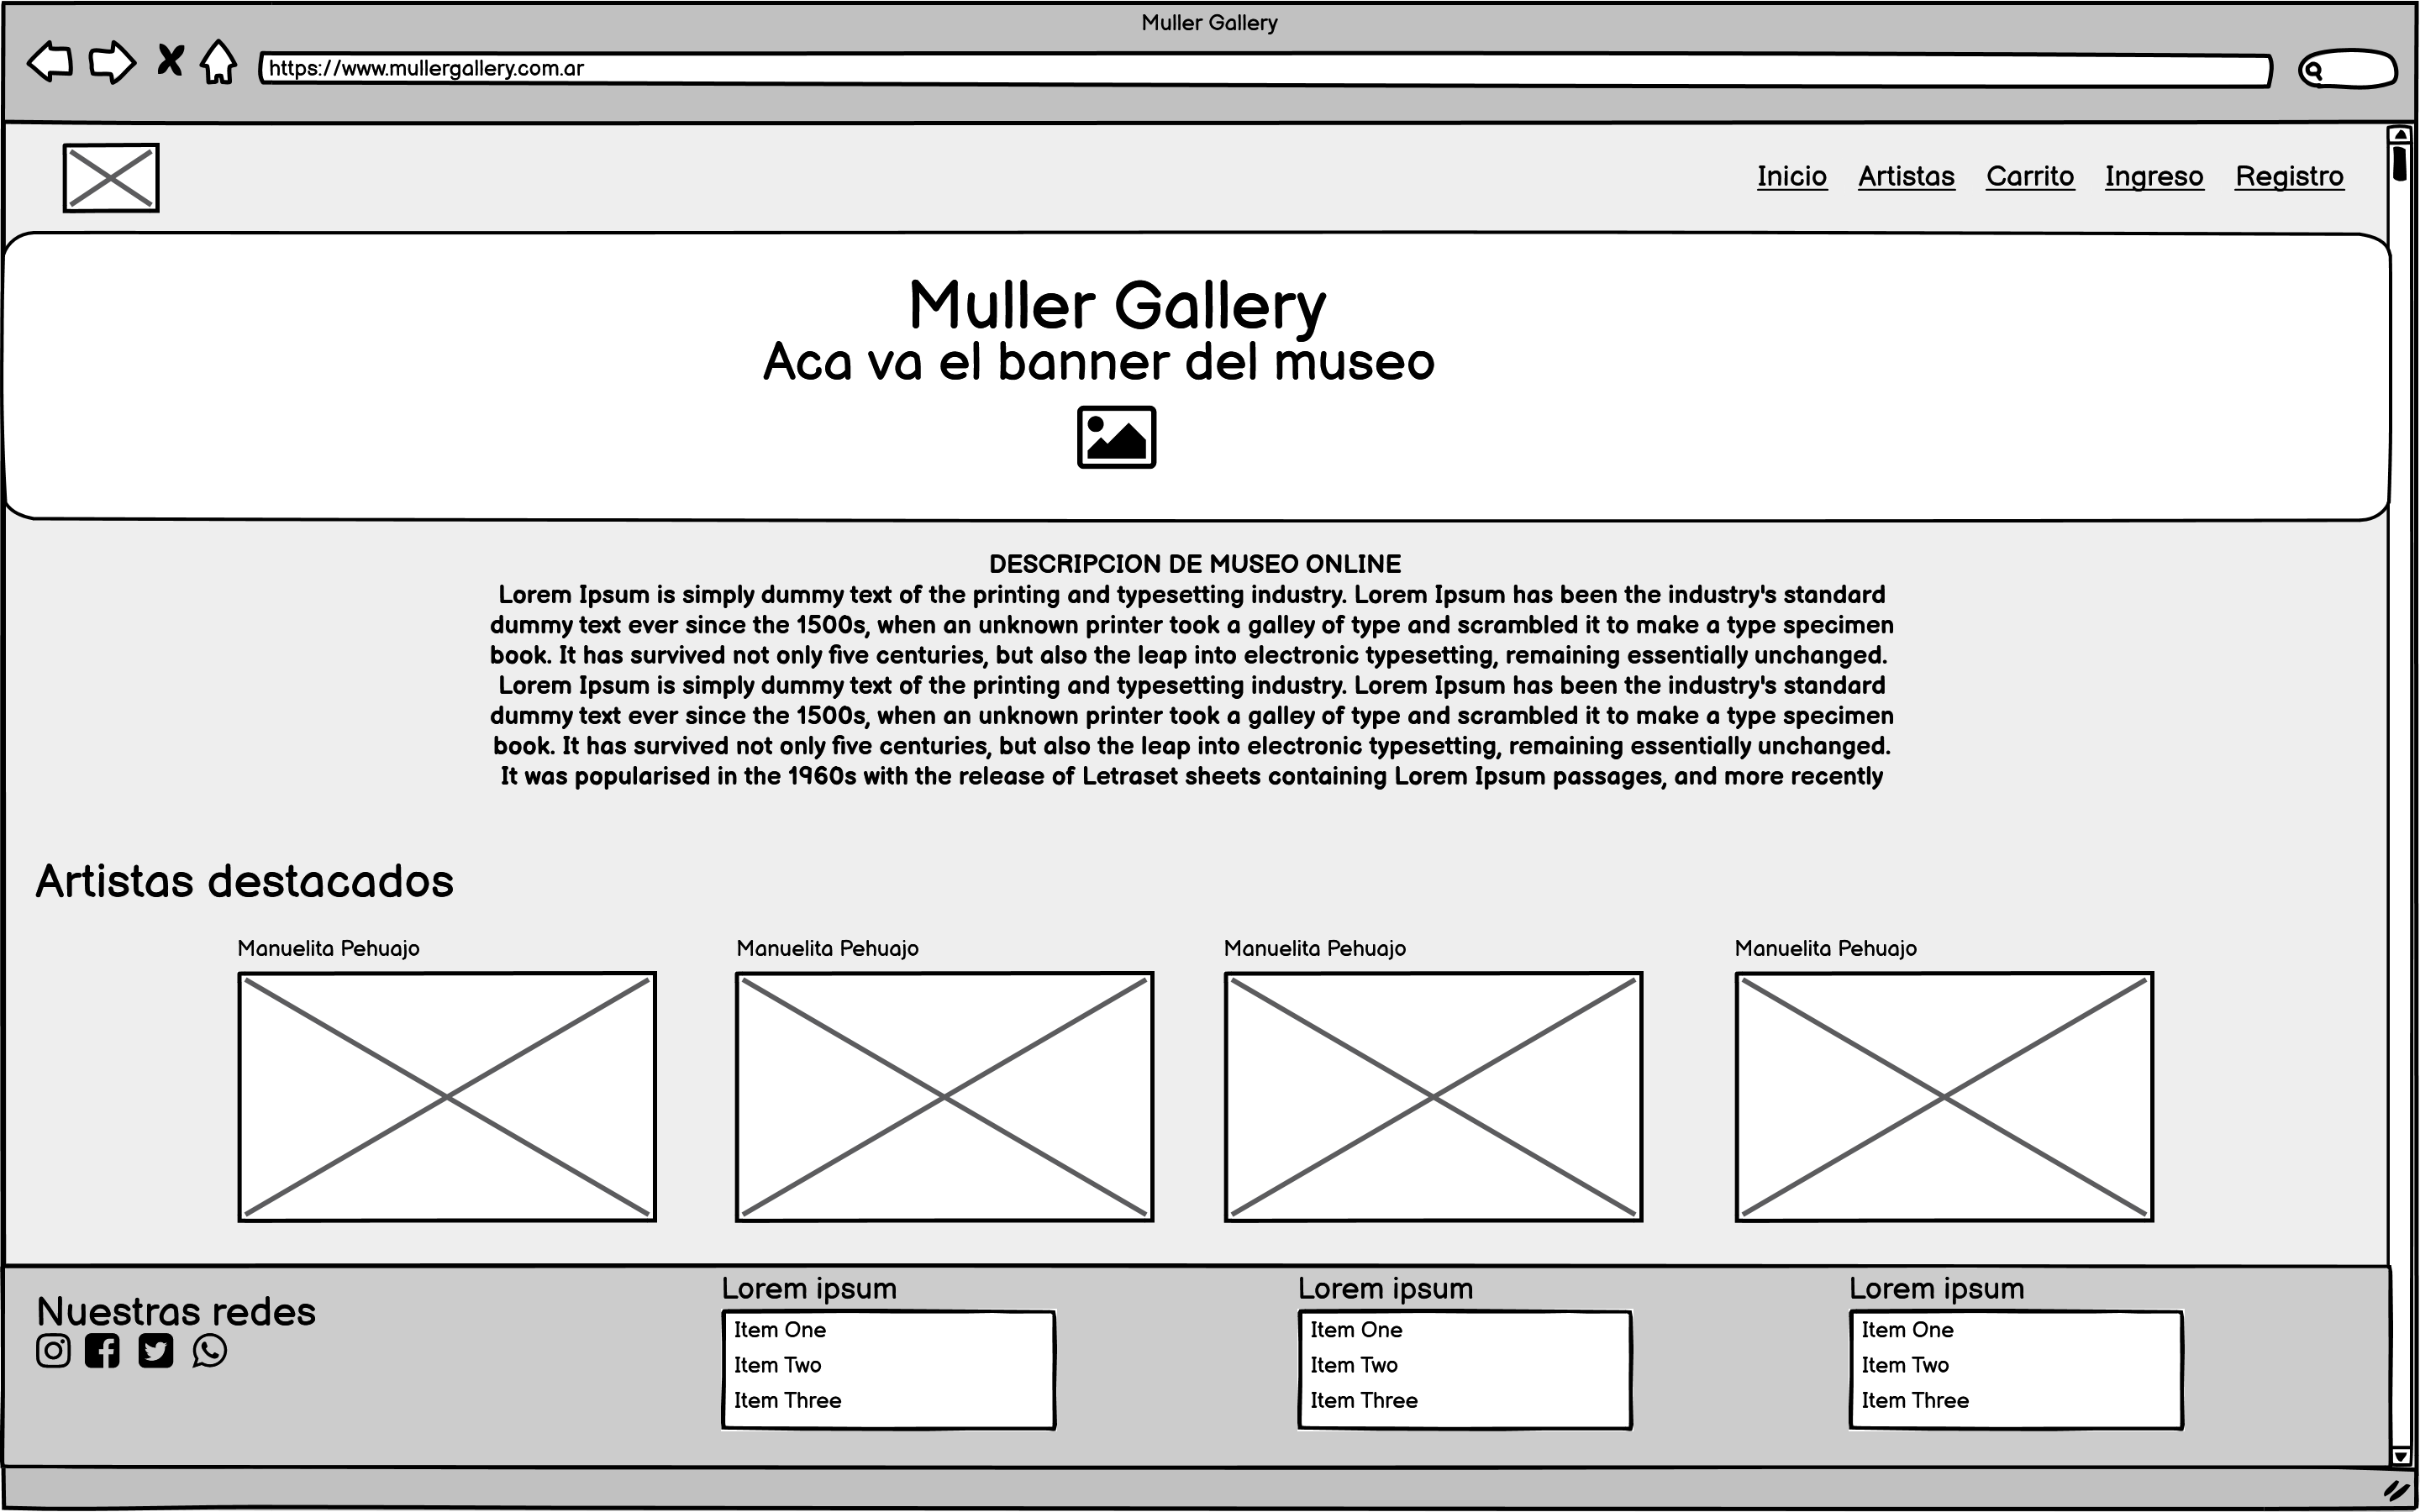 Muller Gallery
https://www.mullergallery.com.ar
Inicio Artistas Carrito Ingreso Registro
Muller Gallery
Aca va el banner del museo
DESCRIPCION DE MUSEO ONLINE
Lorem Ipsum is simply dummy text of the printing and typesetting industry. Lorem Ipsum has been the industry's standard
dummy text ever since the 1500s, when an unknown printer took a galley of type and scrambled it to make a type specimen
book. It has survived not only five centuries, but also the leap into electronic typesetting, remaining essentially unchanged.
Lorem Ipsum is simply dummy text of the printing and typesetting industry. Lorem Ipsum has been the industry's standard
dummy text ever since the 1500s, when an unknown printer took a galley of type and scrambled it to make a type specimen
book. It has survived not only five centuries, but also the leap into electronic typesetting, remaining essentially unchanged.
It was popularised in the 1960s with the release of Letraset sheets containing Lorem Ipsum passages, and more recently
Artistas destacados
Manuelita Pehuajo
Manuelita Pehuajo
Manuelita Pehuajo
Manuelita Pehuajo
Nuestras redes
Lorem ipsum
Item One
Item Two
Item Three
Lorem ipsum
Item One
Item Two
Item Three
Lorem ipsum
Item One
Item Two
Item Three